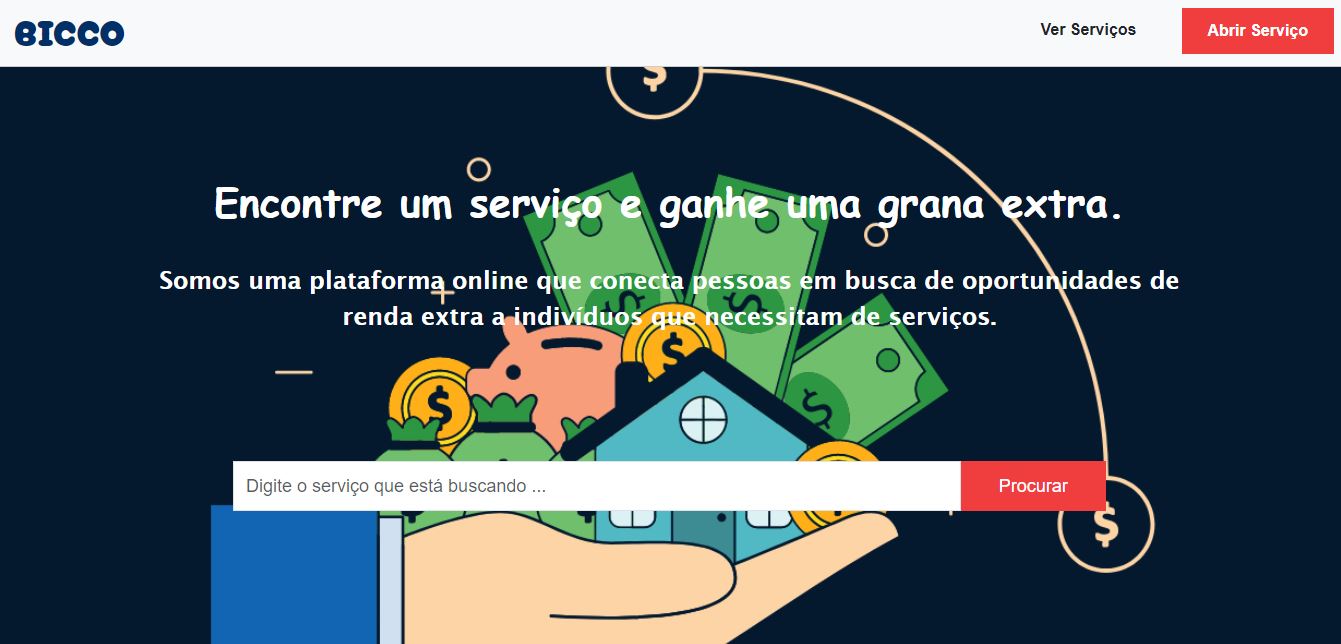 BICCO
Ver Serviços
Abrir Serviço
Encontre um serviço e ganhe uma grana extra.
Somos uma plataforma online que conecta pessoas em busca de oportunidades de
renda extra a indivíduos que necessitam de serviços.
Digite o serviço que está buscando ...
Procurar